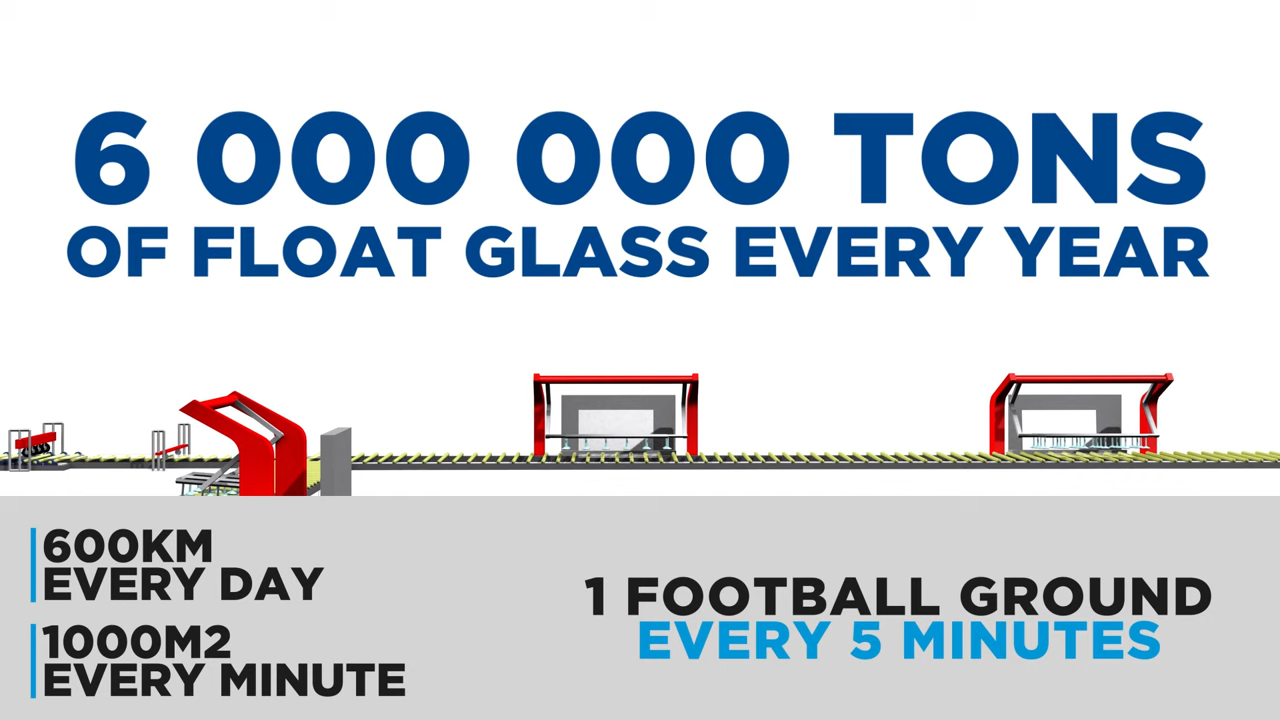 6 000 000 TONS
OF FLOAT GLASS EVERY YEAR
600KM
EVERY DAY
1000M2
EVERY MINUTE
1 FOOTBALL GROUND
EVERY 5 MINUTES